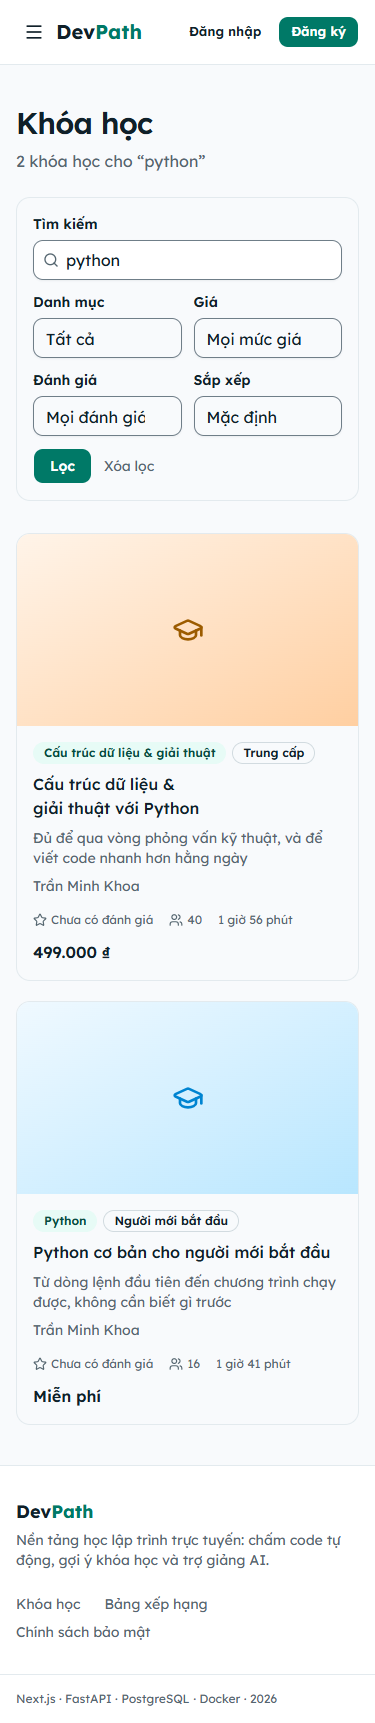 DevPath
Đăng nhập
Đăng ký
Khóa học
2 khóa học cho “python”
Tìm kiếm
python
Danh mục
Giá
Tất cả
Mọi mức giá
Đánh giá
Sắp xếp
Mọi đánh giá
Mặc định
Lọc
Xóa lọc
Cấu trúc dữ liệu & giải thuật
Trung cấp
Cấu trúc dữ liệu &
giải thuật với Python
Đủ để qua vòng phỏng vấn kỹ thuật, và để
viết code nhanh hơn hằng ngày
Trần Minh Khoa
Chưa có đánh giá
40
1 giờ 56 phút
499.000 ₫
Python
Người mới bắt đầu
Python cơ bản cho người mới bắt đầu
Từ dòng lệnh đầu tiên đến chương trình chạy
được, không cần biết gì trước
Trần Minh Khoa
Chưa có đánh giá
16
1 giờ 41 phút
Miễn phí
DevPath
Nền tảng học lập trình trực tuyến: chấm code tự
động, gợi ý khóa học và trợ giảng AI.
Khóa học
Bảng xếp hạng
Chính sách bảo mật
Next.js · FastAPI · PostgreSQL · Docker · 2026